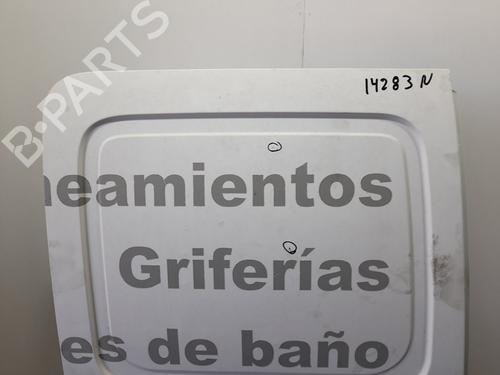 B-PARTS
14283 N
neamientos
Griferías
es de baño